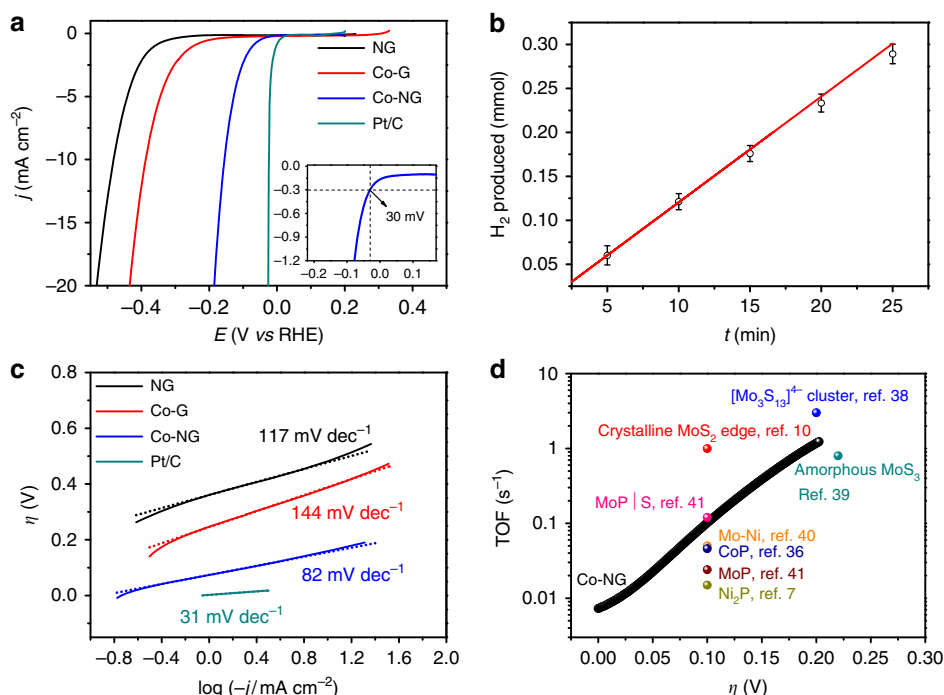 a
0
−5
−10
−15
−20
j (mA cm−2)
−0.4
−0.2
0.0
0.2
0.4
E (V vs RHE)
NG
Co-G
Co-NG
Pt/C
0.0
−0.3
−0.6
−0.9
−1.2
30 mV
−0.2
−0.1
0.0
0.1
b
0.30
0.25
0.20
0.15
0.10
0.05
H2 produced (mmol)
5
10
15
20
25
t (min)
c
0.8
0.6
0.4
0.2
0.0
η (V)
NG
Co-G
Co-NG
Pt/C
117 mV dec−1
144 mV dec−1
82 mV dec−1
31 mV dec−1
−0.8
−0.4
0.0
0.4
0.8
1.2
1.6
log (−j/mA cm−2)
d
10
1
0.1
0.01
TOF (s−1)
[Mo3S13]4− cluster, ref. 38
Crystalline MoS2 edge, ref. 10
Amorphous MoS3
Ref. 39
MoP | S, ref. 41
Mo-Ni, ref. 40
CoP, ref. 36
MoP, ref. 41
Ni2P, ref. 7
Co-NG
0.00
0.05
0.10
0.15
0.20
0.25
0.30
η (V)